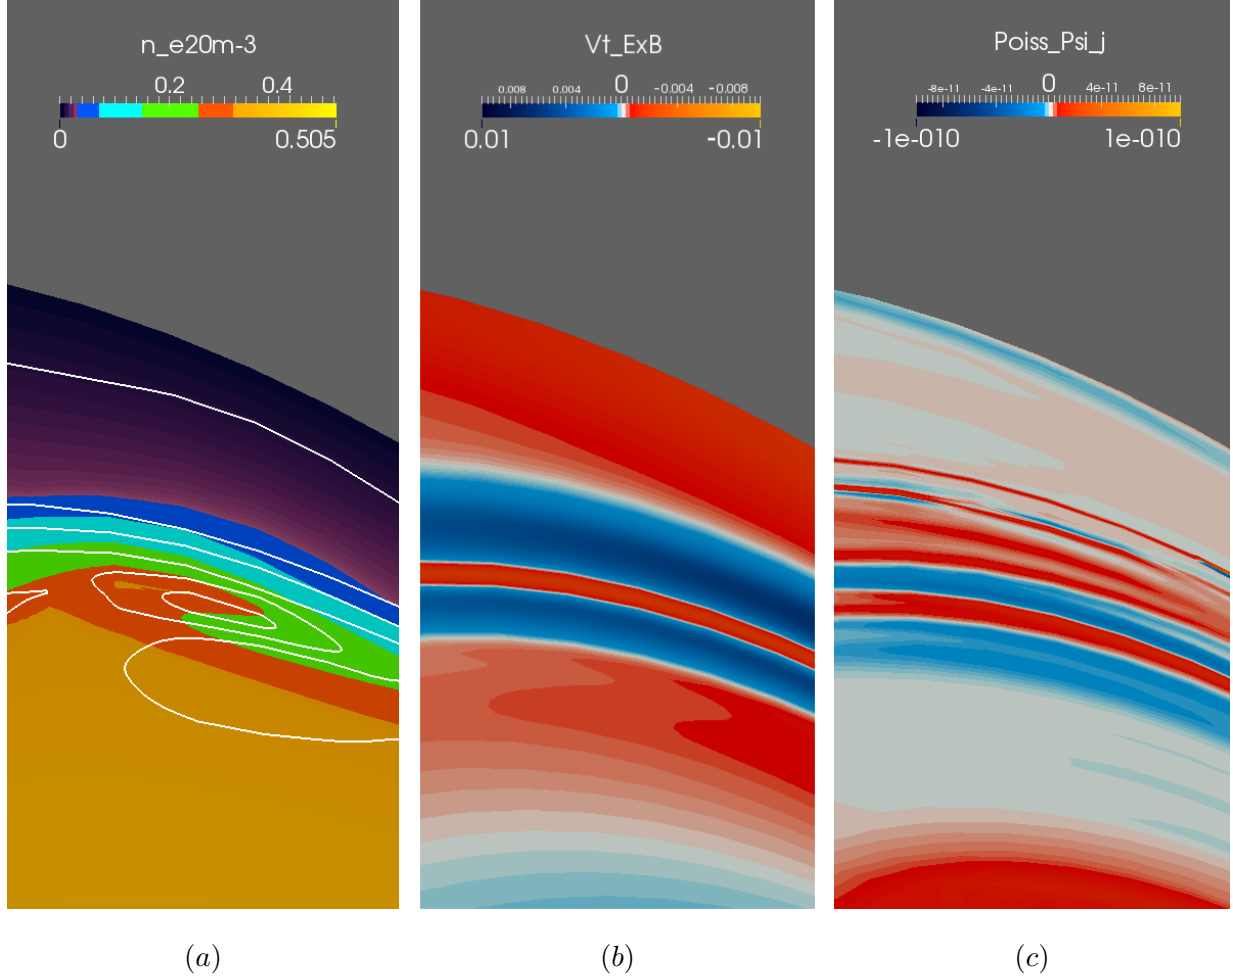 n_e20m-3
0.2 0.4
0 0.505
(a)
Vt_ExB
0.008 0.004 0 -0.004 -0.008
0.01 -0.01
(b)
Poiss_Psi_j
-8e-11 -4e-11 0 4e-11 8e-11
-1e-010 1e-010
(c)